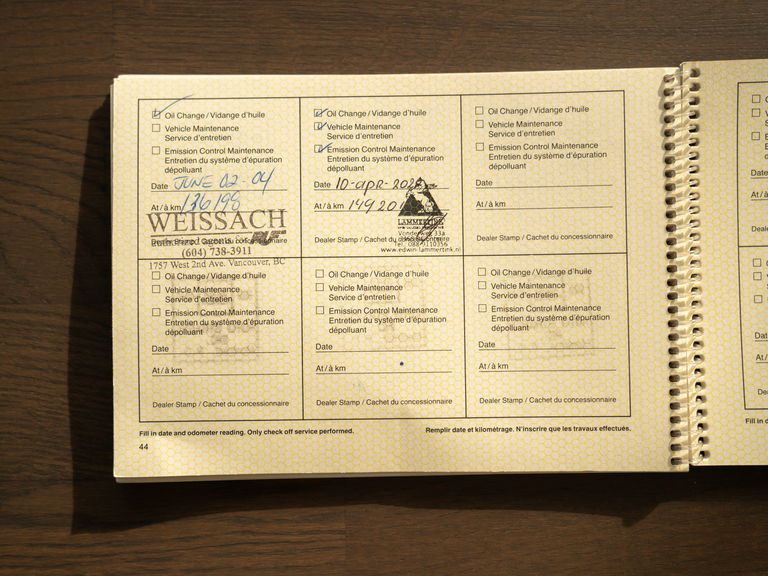 Oil Change / Vidange d'huile
Vehicle Maintenance
Service d'entretien
Emission Control Maintenance
Entretien du système d'épuration
dépolluant
Date JUNE 02-04
At / à km 136198
WEISSACH
(604) 738-3911
1757 West 2nd Ave. Vancouver, BC
Oil Change / Vidange d'huile
Vehicle Maintenance
Service d'entretien
Emission Control Maintenance
Entretien du système d'épuration
dépolluant
Date 10-apr-
At / à km 149201
LAMMERTINK
Dealer Stamp / Cachet du
www.edwin-lammertink.nl
Oil Change / Vidange d'huile
Vehicle Maintenance
Service d'entretien
Emission Control Maintenance
Entretien du système d'épuration
dépolluant
Date
At / à km
Dealer Stamp / Cachet du concessionnaire
Oil Change / Vidange d'huile
Vehicle Maintenance
Service d'entretien
Emission Control Maintenance
Entretien du système d'épuration
dépolluant
Date
At / à km
Dealer Stamp / Cachet du concessionnaire
Oil Change / Vidange d'huile
Vehicle Maintenance
Service d'entretien
Emission Control Maintenance
Entretien du système d'épuration
dépolluant
Date
At / à km
Dealer Stamp / Cachet du concessionnaire
Oil Change / Vidange d'huile
Vehicle Maintenance
Service d'entretien
Emission Control Maintenance
Entretien du système d'épuration
dépolluant
Date
At / à km
Dealer Stamp / Cachet du concessionnaire
Fill in date and odometer reading. Only check off service performed.
Remplir date et kilométrage. N'inscrire que les travaux effectués.
44